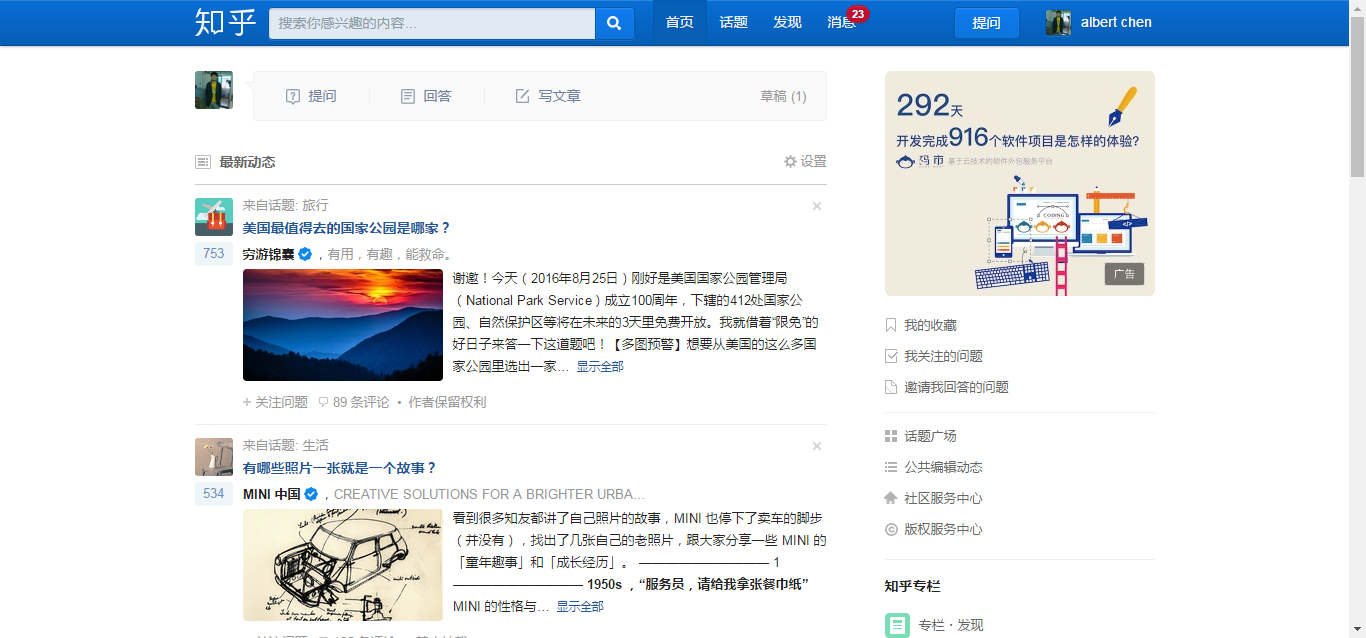 知乎
搜索你感兴趣的内容...
首页
话题
发现
消息
23
提问
albert chen
提问
回答
写文章
草稿 (1)
最新动态
设置
来自话题: 旅行
美国最值得去的国家公园是哪家？
753
穷游锦囊 ，有用，有趣，能救命。
谢邀！今天（2016年8月25日）刚好是美国国家公园管理局
（National Park Service）成立100周年，下辖的412处国家公
园、自然保护区等将在未来的3天里免费开放。我就借着“限免”的
好日子来答一下这道题吧！【多图预警】想要从美国的这么多国
家公园里选出一家… 显示全部
关注问题 89 条评论 • 作者保留权利
来自话题: 生活
有哪些照片一张就是一个故事？
534
MINI 中国 ，CREATIVE SOLUTIONS FOR A BRIGHTER URBA…
看到很多知友都讲了自己照片的故事，MINI 也停下了卖车的脚步
（并没有），找出了几张自己的老照片，跟大家分享一些 MINI 的
「童年趣事」和「成长经历」。 —————————— 1
—————————— 1950s ，“服务员，请给我拿张餐巾纸”
MINI 的性格与… 显示全部
292天
开发完成916个软件项目是怎样的体验?
码市 基于云技术的软件外包服务平台
CODING
广告
我的收藏
我关注的问题
邀请我回答的问题
话题广场
公共编辑动态
社区服务中心
版权服务中心
知乎专栏
专栏 · 发现